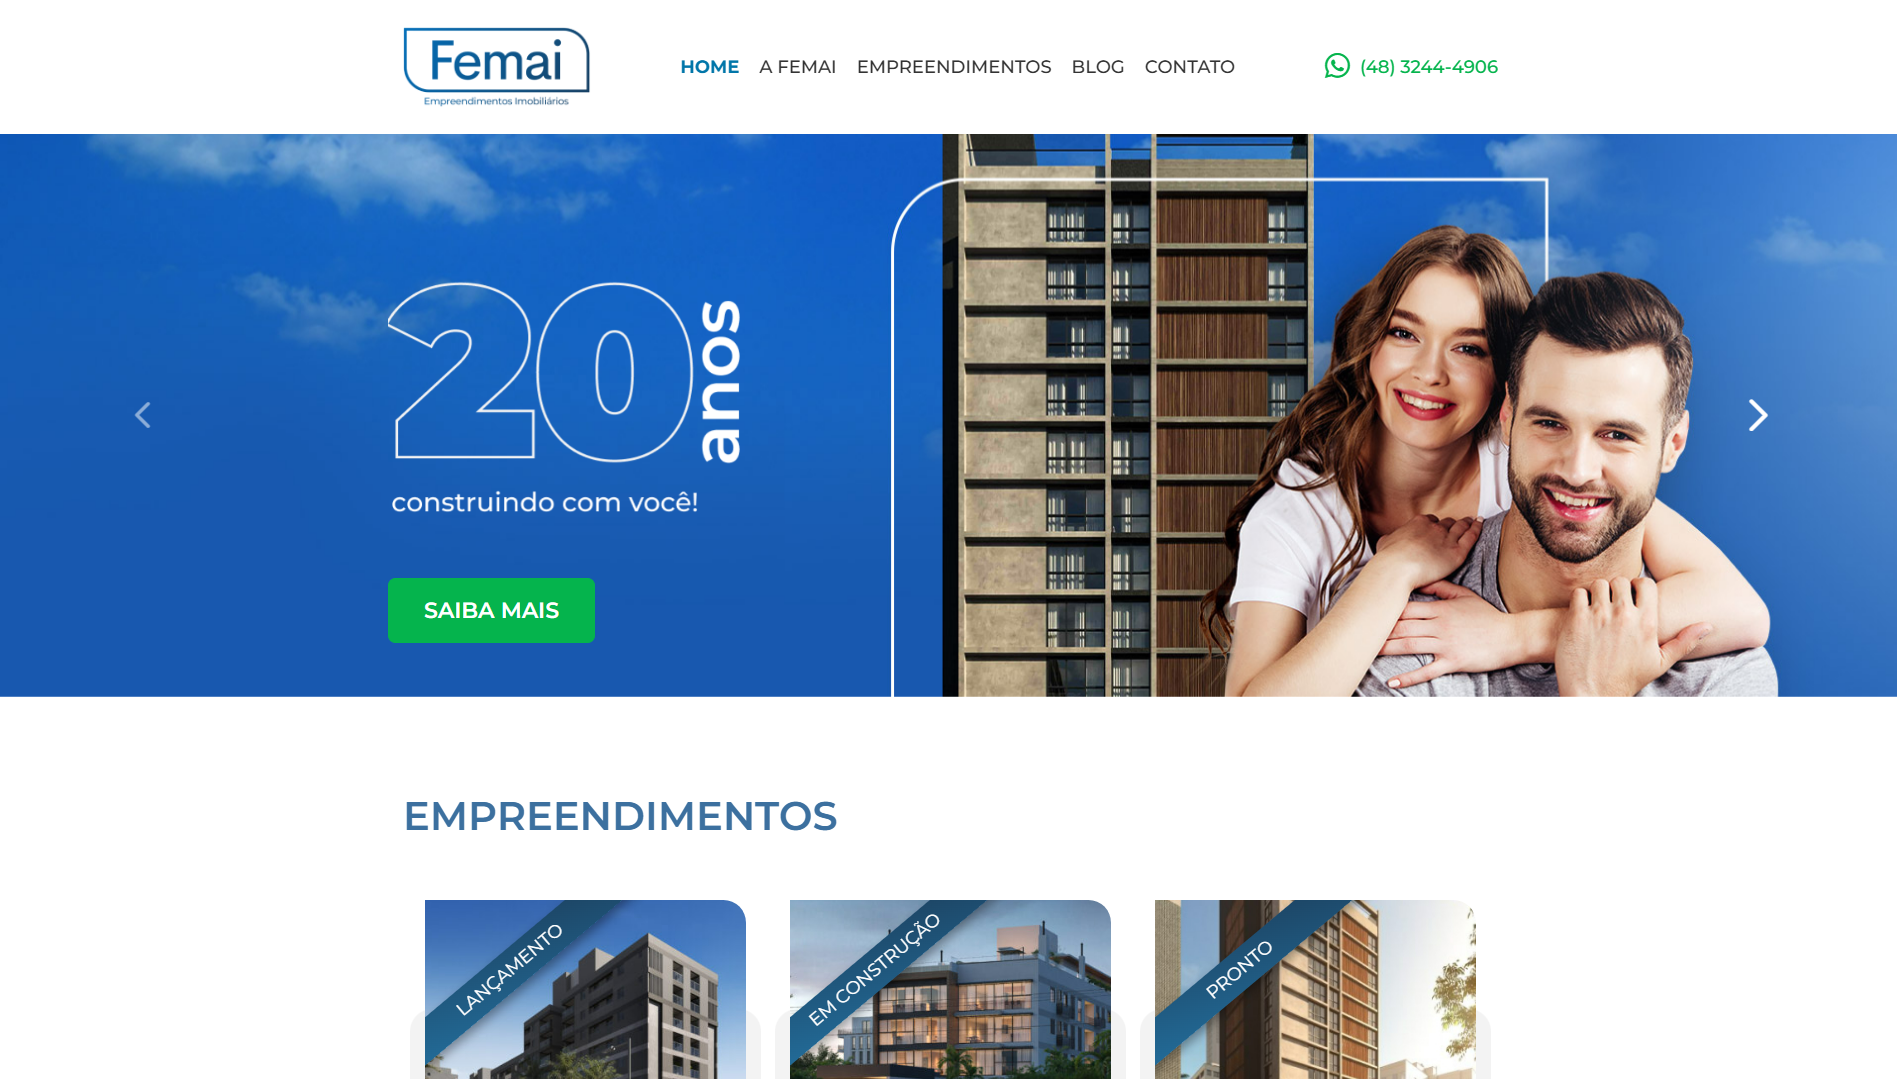 Femai
Empreendimentos Imobiliários
HOME A FEMAI EMPREENDIMENTOS BLOG CONTATO
(48) 3244-4906
20 anos
construindo com você!
SAIBA MAIS
EMPREENDIMENTOS
LANÇAMENTO
EM CONSTRUÇÃO
PRONTO